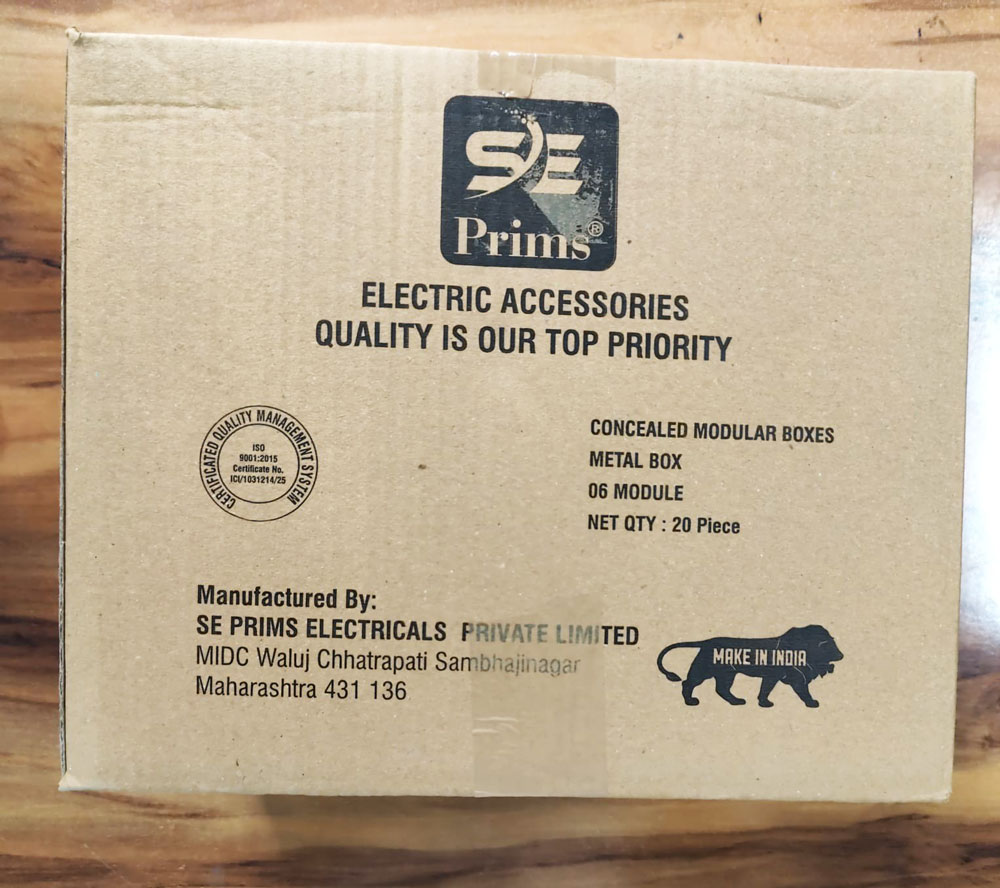 SE
Prims®
ELECTRIC ACCESSORIES
QUALITY IS OUR TOP PRIORITY
CERTIFICATED QUALITY MANAGEMENT SYSTEM
ISO
9001:2015
Certificate No.
ICI/1031214/25
CONCEALED MODULAR BOXES
METAL BOX
06 MODULE
NET QTY : 20 Piece
Manufactured By:
SE PRIMS ELECTRICALS PRIVATE LIMITED
MIDC Waluj Chhatrapati Sambhajinagar
Maharashtra 431 136
MAKE IN INDIA